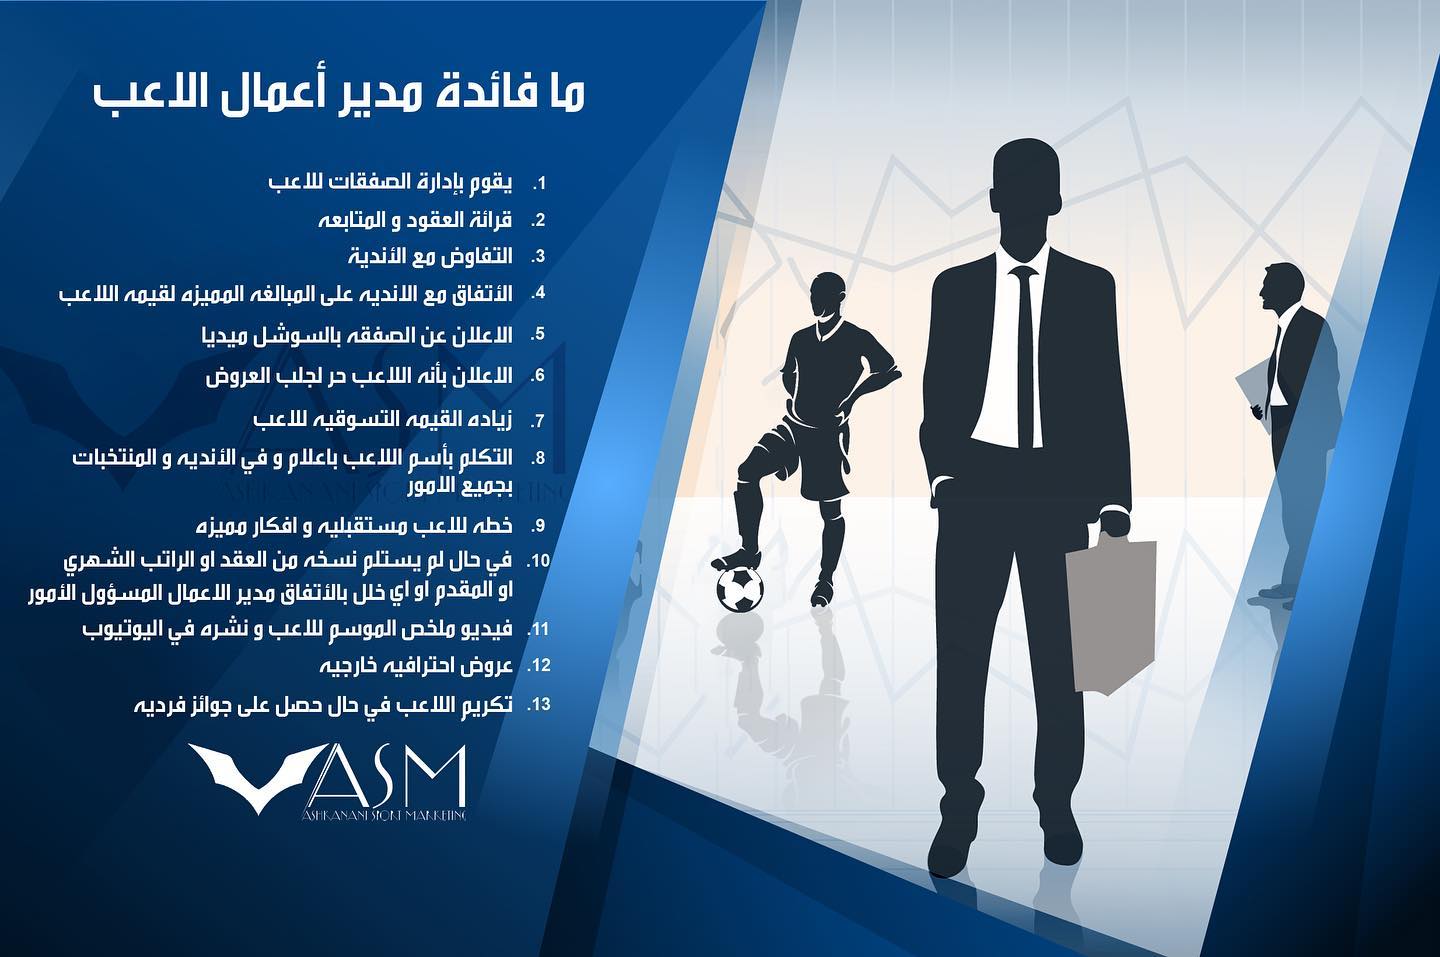 ما فائدة مدير أعمال الاعب
1. يقوم بإدارة الصفقات للاعب
2. قرائة العقود و المتابعه
3. التفاوض مع الأندية
4. الأتفاق مع الانديه على المبالغه المميزه لقيمه اللاعب
5. الاعلان عن الصفقه بالسوشل ميديا
6. الاعلان بأنه اللاعب حر لجلب العروض
7. زياده القيمه التسوقيه للاعب
8. التكلم بأسم اللاعب باعلام و في الأنديه و المنتخبات
بجميع الامور
9. خطه للاعب مستقبليه و افكار مميزه
10. في حال لم يستلم نسخه من العقد او الراتب الشهري
او المقدم او اي خلل بالأتفاق مدير الاعمال المسؤول الأمور
11. فيديو ملخص الموسم للاعب و نشره في اليوتيوب
12. عروض احترافيه خارجيه
13. تكريم اللاعب في حال حصل على جوائز فرديه
ASM
ASHKANANI SPORT MARKETING